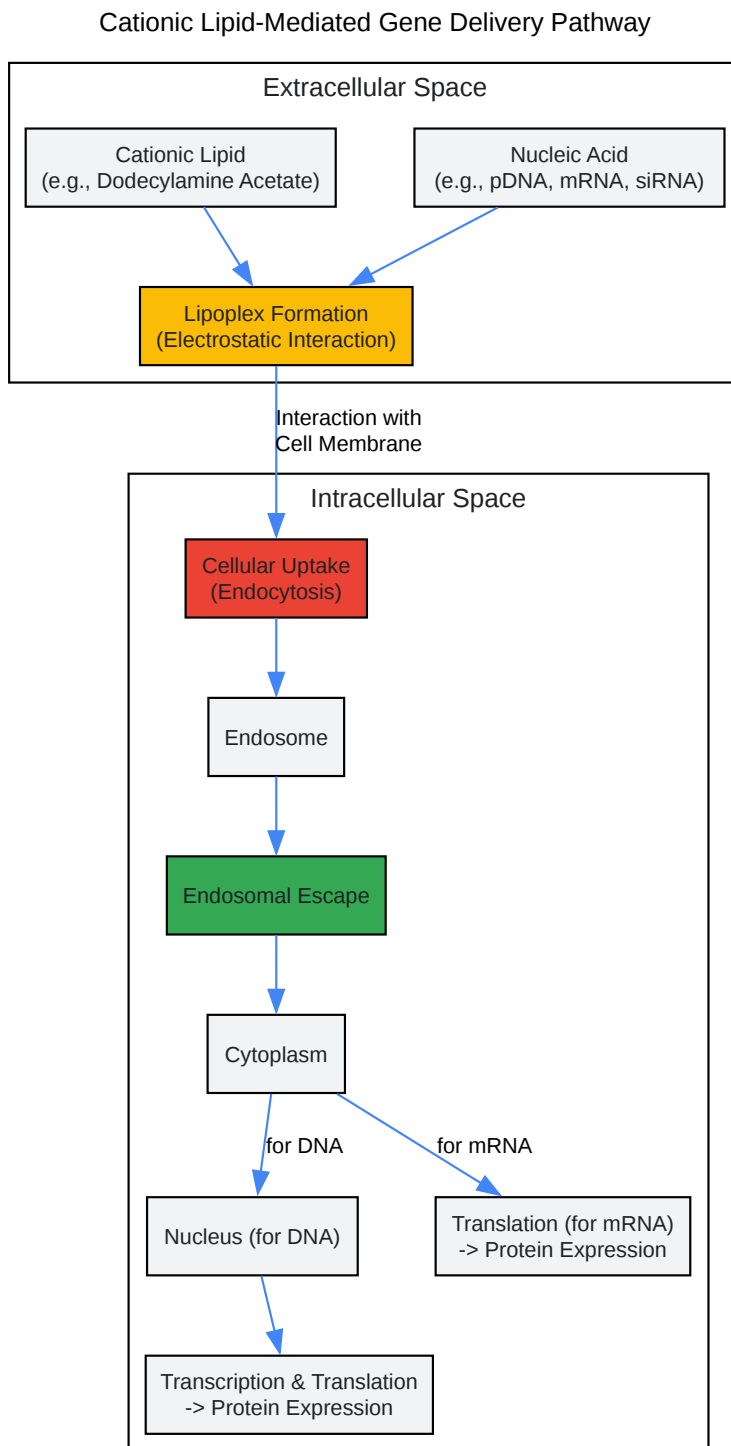 Cationic Lipid-Mediated Gene Delivery Pathway
Extracellular Space
Cationic Lipid
(e.g., Dodecylamine Acetate)
Nucleic Acid
(e.g., pDNA, mRNA, siRNA)
Lipoplex Formation
(Electrostatic Interaction)
Interaction with
Cell Membrane
Intracellular Space
Cellular Uptake
(Endocytosis)
Endosome
Endosomal Escape
Cytoplasm
for DNA
for mRNA
Nucleus (for DNA)
Translation (for mRNA)
-> Protein Expression
Transcription & Translation
-> Protein Expression